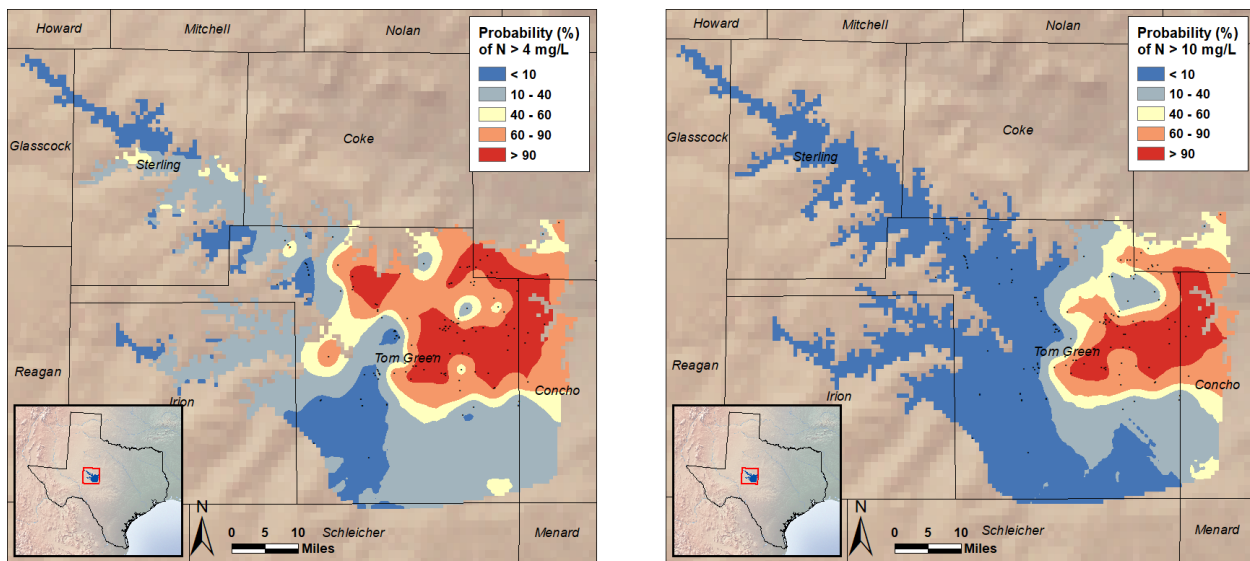 Howard
Mitchell
Nolan
Probability (%)
of N > 4 mg/L
< 10
10 - 40
40 - 60
60 - 90
> 90
Glasscock
Coke
Sterling
Reagan
Tom Green
Irion
Concho
N
0 5 10
Miles
Schleicher
Menard
Howard
Mitchell
Nolan
Probability (%)
of N > 10 mg/L
< 10
10 - 40
40 - 60
60 - 90
> 90
Glasscock
Coke
Sterling
Reagan
Tom Green
Irion
Concho
N
0 5 10
Miles
Schleicher
Menard